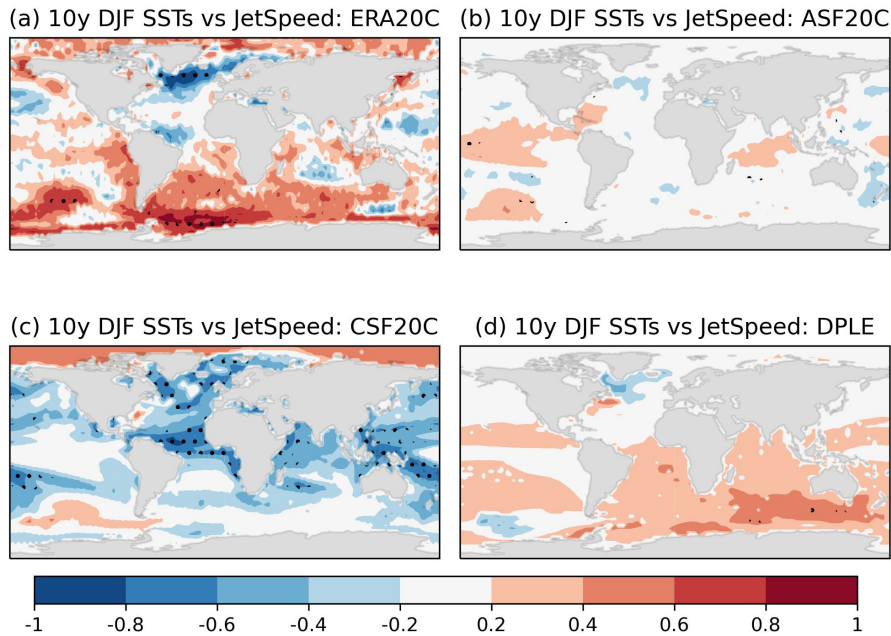 (a) 10y DJF SSTs vs JetSpeed: ERA20C
(b) 10y DJF SSTs vs JetSpeed: ASF20C
(c) 10y DJF SSTs vs JetSpeed: CSF20C
(d) 10y DJF SSTs vs JetSpeed: DPLE
-1 -0.8 -0.6 -0.4 -0.2 0.2 0.4 0.6 0.8 1